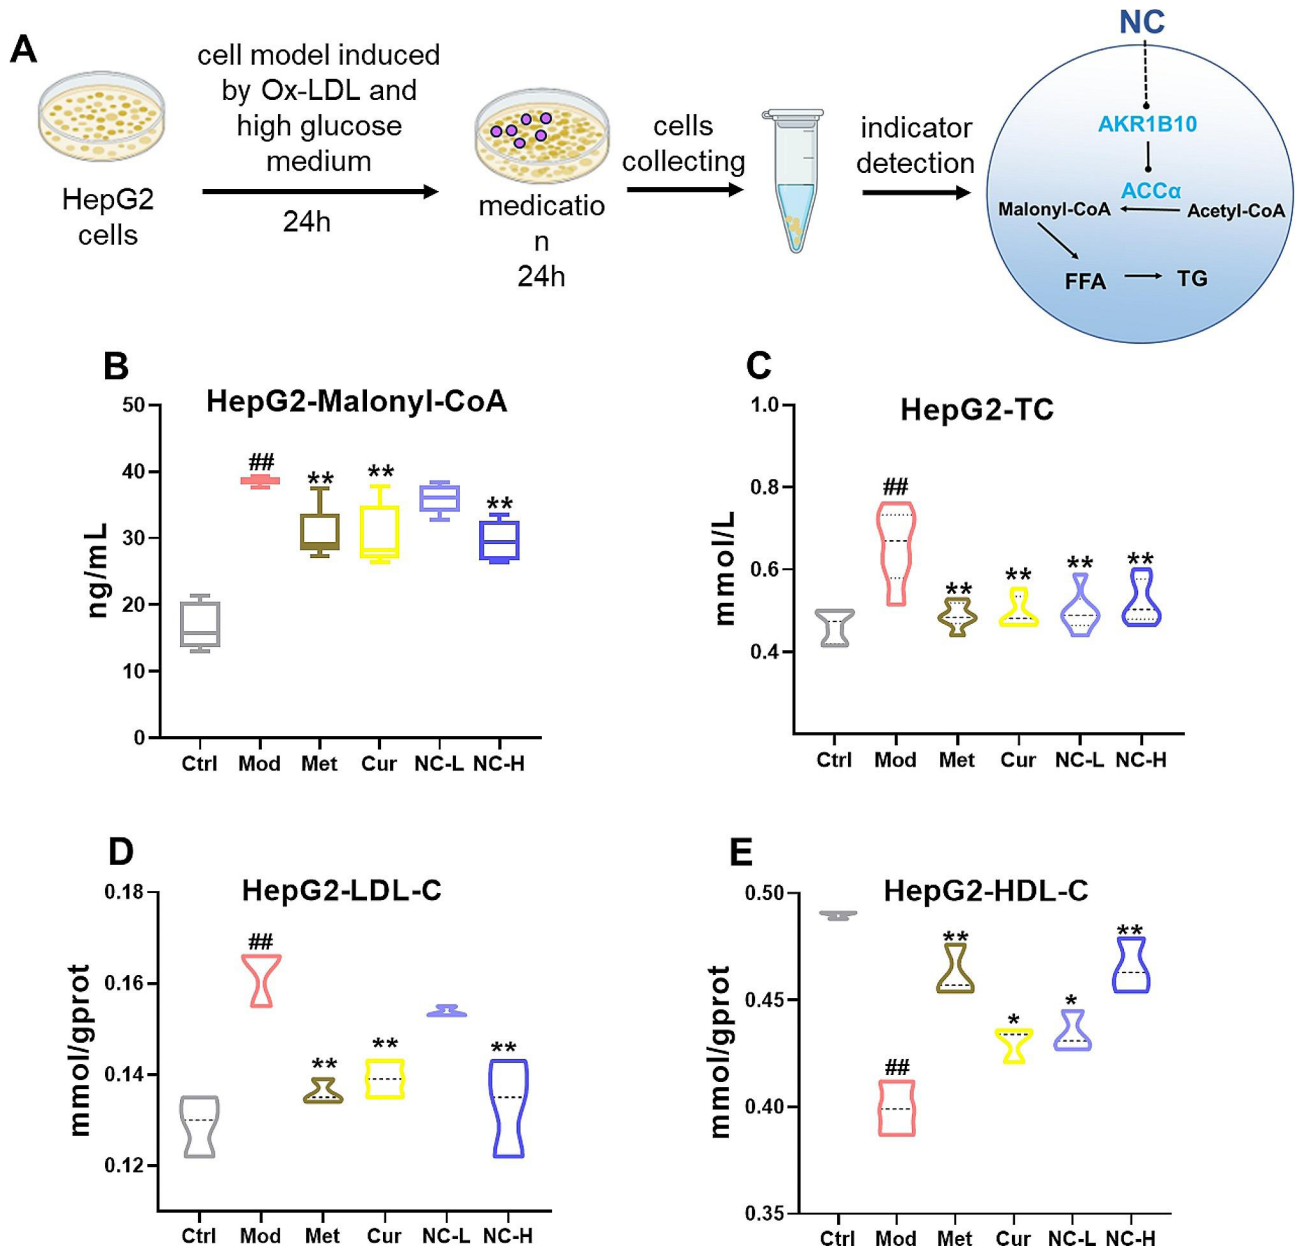 A
cell model induced
by Ox-LDL and
high glucose
medium
24h
HepG2
cells
medicatio
n
24h
cells
collecting
indicator
detection
NC
AKR1B10
ACCα
Malonyl-CoA
Acetyl-CoA
FFA
TG
B
HepG2-Malonyl-CoA
ng/mL
50
40
30
20
10
0
##
**
**
**
Ctrl Mod Met Cur NC-L NC-H
C
HepG2-TC
mmol/L
1.0
0.8
0.6
0.4
##
**
**
**
**
Ctrl Mod Met Cur NC-L NC-H
D
HepG2-LDL-C
mmol/gprot
0.18
0.16
0.14
0.12
##
**
**
**
Ctrl Mod Met Cur NC-L NC-H
E
HepG2-HDL-C
mmol/gprot
0.50
0.45
0.40
0.35
##
**
*
*
**
Ctrl Mod Met Cur NC-L NC-H